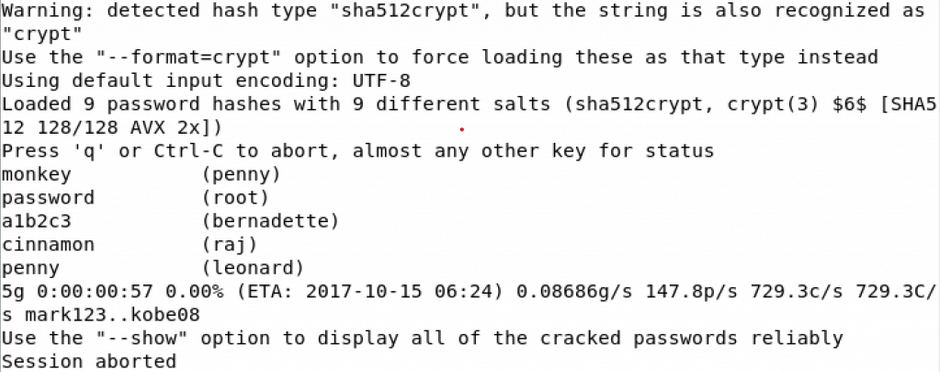 Warning: detected hash type "sha512crypt", but the string is also recognized as
"crypt"
Use the "--format=crypt" option to force loading these as that type instead
Using default input encoding: UTF-8
Loaded 9 password hashes with 9 different salts (sha512crypt, crypt(3) $6$ [SHA5
12 128/128 AVX 2x])
Press 'q' or Ctrl-C to abort, almost any other key for status
monkey           (penny)
password         (root)
a1b2c3           (bernadette)
cinnamon         (raj)
penny            (leonard)
5g 0:00:00:57 0.00% (ETA: 2017-10-15 06:24) 0.08686g/s 147.8p/s 729.3c/s 729.3C/
s mark123..kobe08
Use the "--show" option to display all of the cracked passwords reliably
Session aborted